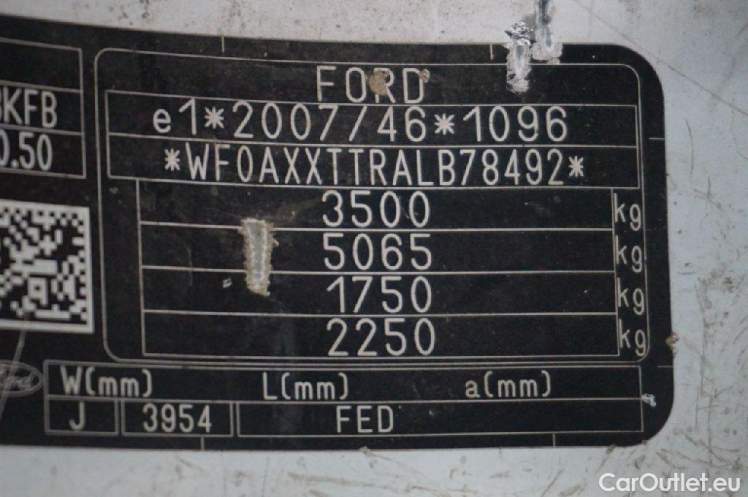 FORD
e1*2007/46*1096
*WF0AXXTTRALB78492*
3500 kg
5065 kg
1750 kg
2250 kg
KFB
0.50
Ford
W(mm) L(mm) a(mm)
J 3954 FED
CarOutlet.eu